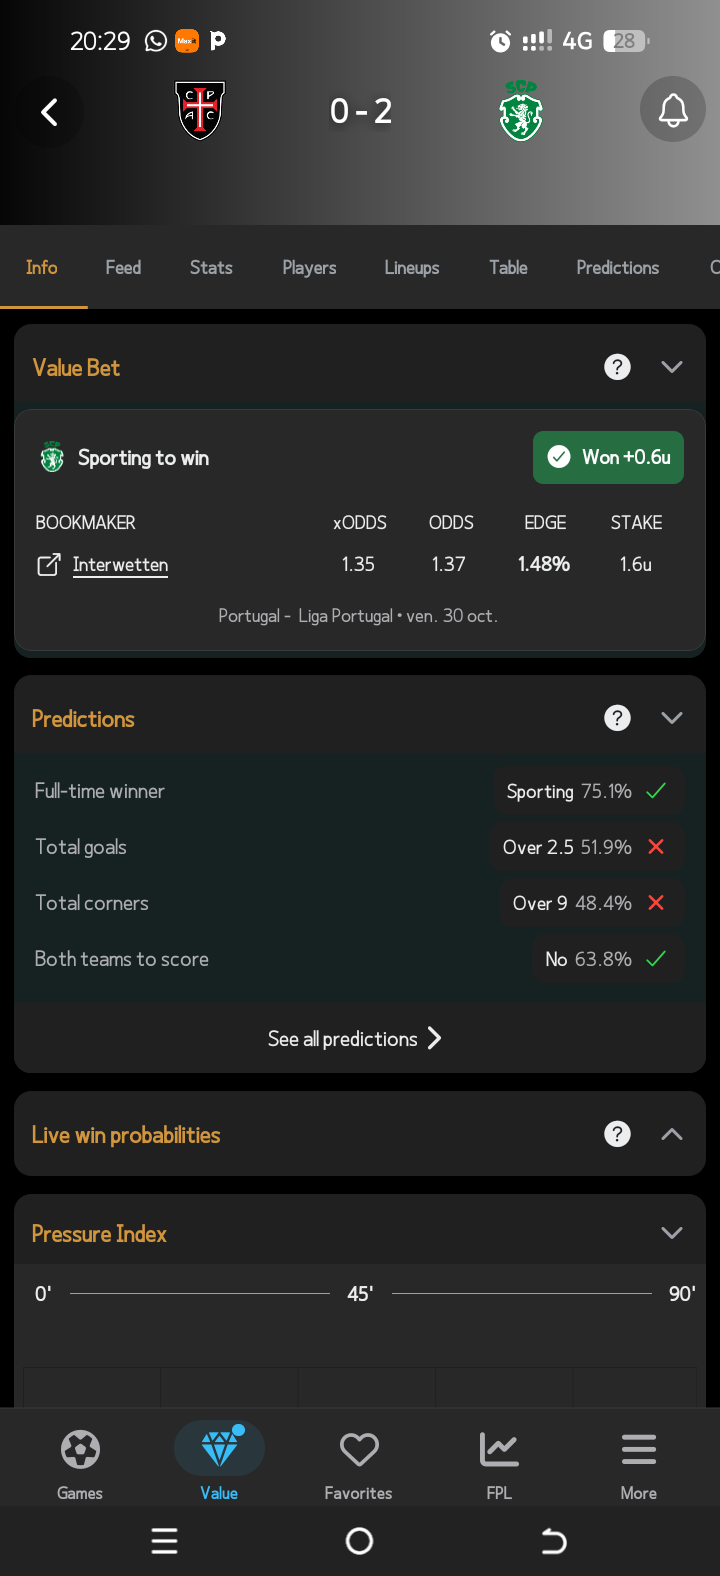 20:29 4G 28
CPAC 0 - 2 SCP
Info Feed Stats Players Lineups Table Predictions
Value Bet ?
Sporting to win Won +0.6u
BOOKMAKER xODDS ODDS EDGE STAKE
Interwetten 1.35 1.37 1.48% 1.6u
Portugal - Liga Portugal • ven. 30 oct.
Predictions ?
Full-time winner Sporting 75.1%
Total goals Over 2.5 51.9%
Total corners Over 9 48.4%
Both teams to score No 63.8%
See all predictions
Live win probabilities ?
Pressure Index
0' 45' 90'
Games Value Favorites FPL More